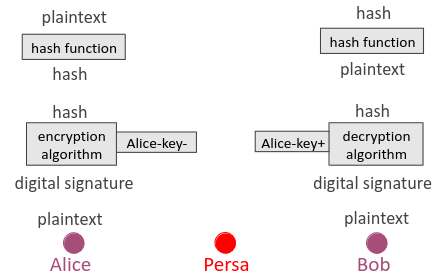 plaintext
hash function
hash
hash
encryption
algorithm
Alice-key-
digital signature
plaintext
Alice
Persa
hash
hash function
plaintext
hash
Alice-key+
decryption
algorithm
digital signature
plaintext
Bob